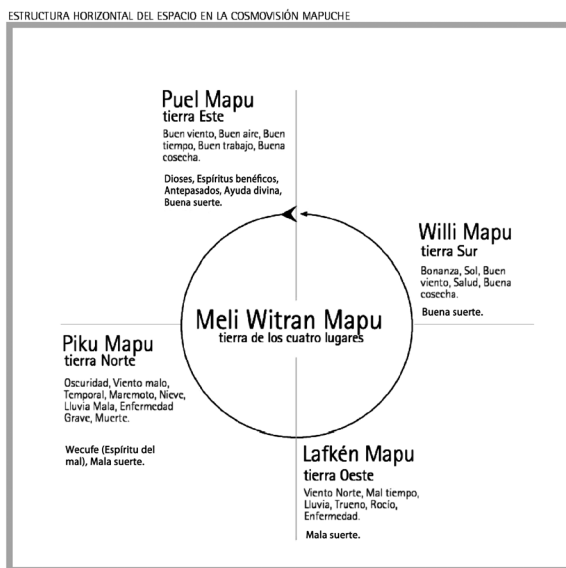 ESTRUCTURA HORIZONTAL DEL ESPACIO EN LA COSMOVISIÓN MAPUCHE
Puel Mapu
tierra Este
Buen viento, Buen aire, Buen
tiempo, Buen trabajo, Buena
cosecha.
Dioses, Espíritus benéficos,
Antepasados, Ayuda divina,
Buena suerte.
Willi Mapu
tierra Sur
Bonanza, Sol, Buen
viento, Salud, Buena
cosecha.
Buena suerte.
Meli Witran Mapu
tierra de los cuatro lugares
Piku Mapu
tierra Norte
Oscuridad, Viento malo,
Temporal, Maremoto, Nieve,
Lluvia Mala, Enfermedad
Grave, Muerte.
Wecufe (Espíritu del
mal), Mala suerte.
Lafkén Mapu
tierra Oeste
Viento Norte, Mal tiempo,
Lluvia, Trueno, Rocío,
Enfermedad.
Mala suerte.